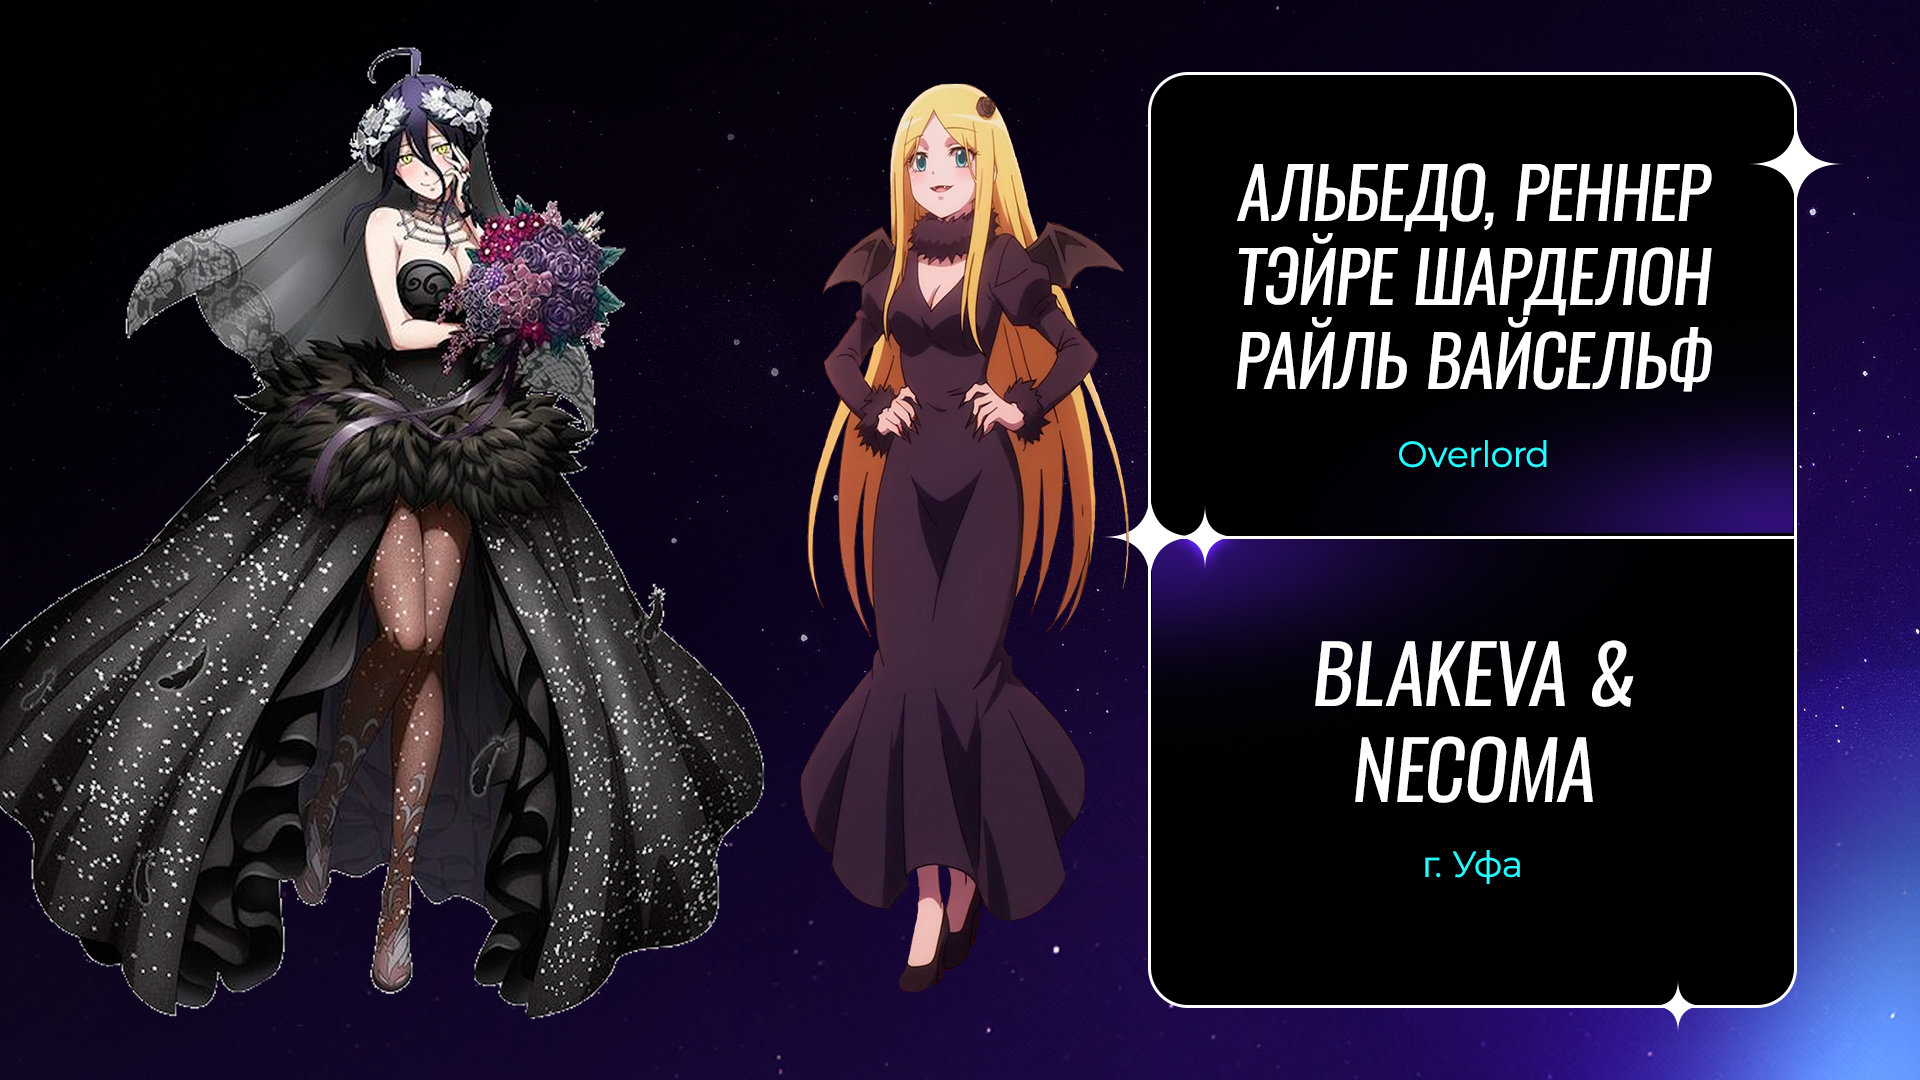 АЛЬБЕДО, РЕННЕР
ТЭЙРЕ ШАРДЕЛОН
РАЙЛЬ ВАЙСЕЛЬФ
Overlord
BLAKEVA &
NECOMA
г. Уфа